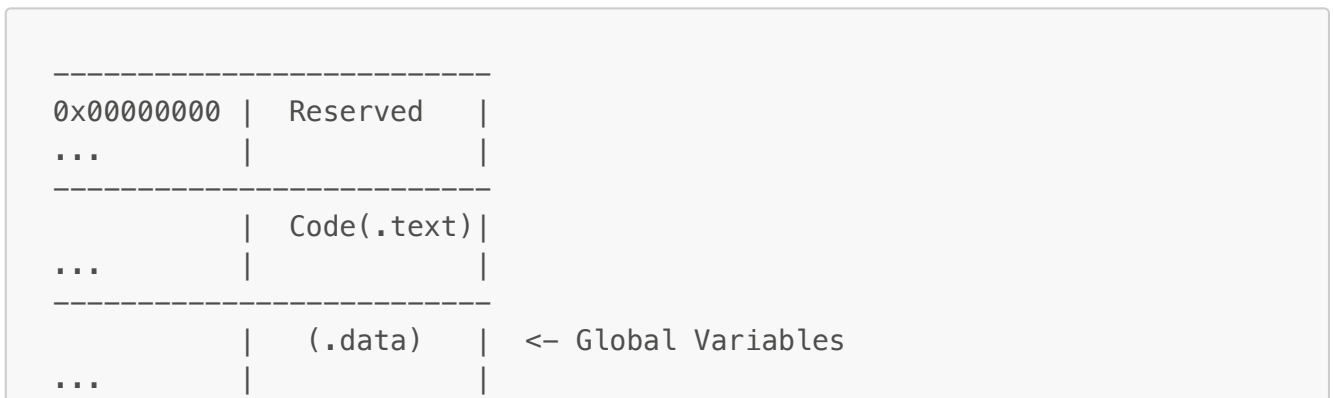 --------------------------
0x00000000 |  Reserved   |
...        |             |
--------------------------
           |  Code(.text)|
...        |             |
--------------------------
           |   (.data)   |  <- Global Variables
...        |             |